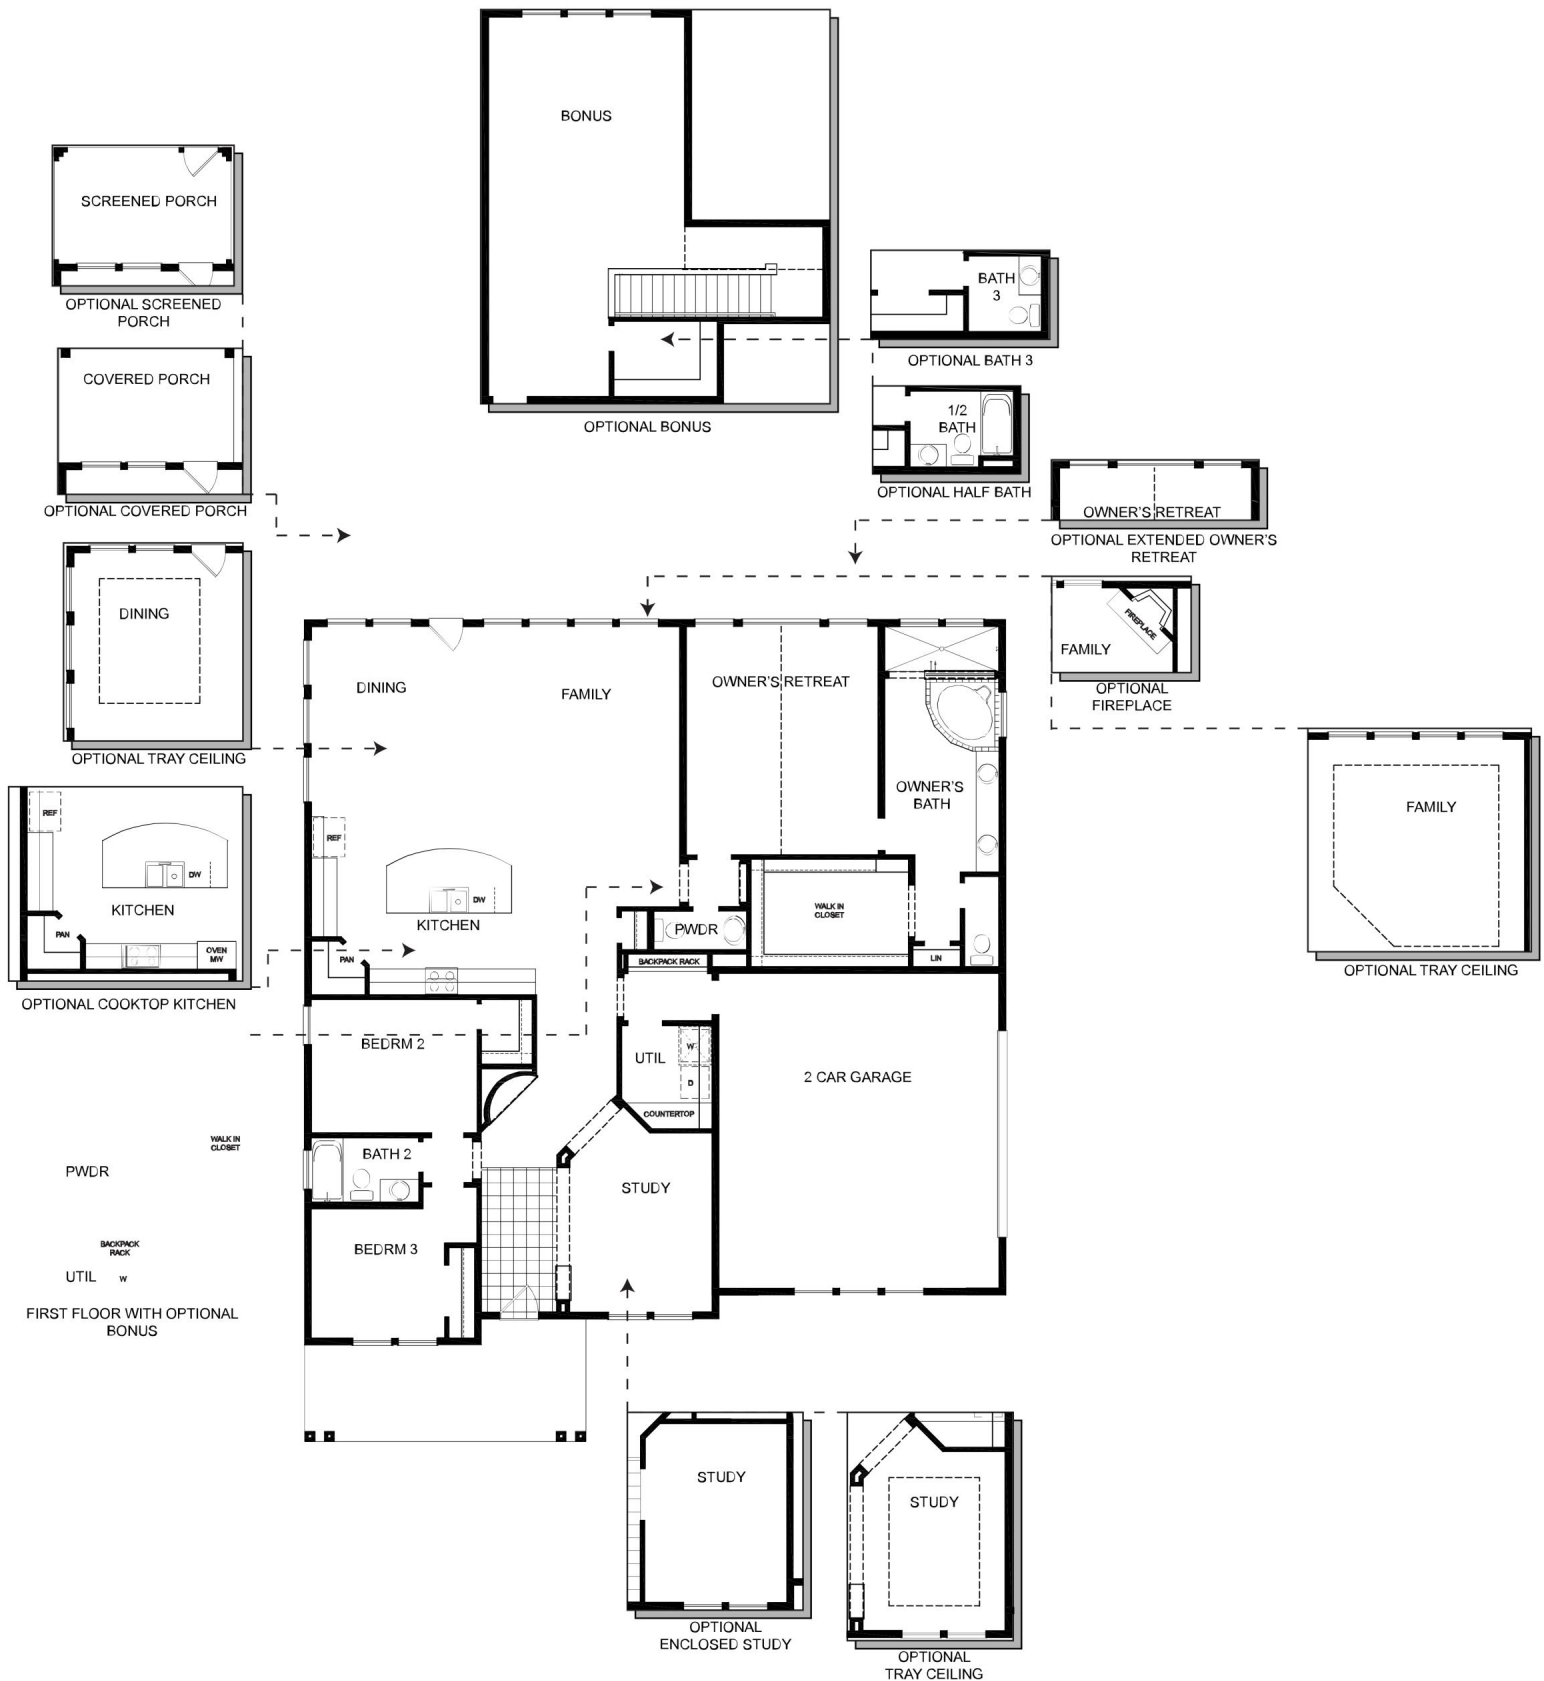 BONUS
OPTIONAL BONUS
SCREENED PORCH
OPTIONAL SCREENED
PORCH
COVERED PORCH
OPTIONAL COVERED PORCH
DINING
OPTIONAL TRAY CEILING
REF
DW
KITCHEN
PAN
OVEN
MW
OPTIONAL COOKTOP KITCHEN
BATH
3
OPTIONAL BATH 3
1/2
BATH
OPTIONAL HALF BATH
OWNER'S RETREAT
OPTIONAL EXTENDED OWNER'S
RETREAT
FIREPLACE
FAMILY
OPTIONAL
FIREPLACE
FAMILY
OPTIONAL TRAY CEILING
DINING
FAMILY
OWNER'S RETREAT
OWNER'S
BATH
REF
DW
KITCHEN
PAN
PWDR
WALK IN
CLOSET
BACKPACK RACK
LIN
BEDRM 2
UTIL
W
D
COUNTERTOP
2 CAR GARAGE
BATH 2
STUDY
BEDRM 3
WALK IN
CLOSET
PWDR
BACKPACK
RACK
UTIL
W
FIRST FLOOR WITH OPTIONAL
BONUS
STUDY
OPTIONAL
ENCLOSED STUDY
STUDY
OPTIONAL
TRAY CEILING